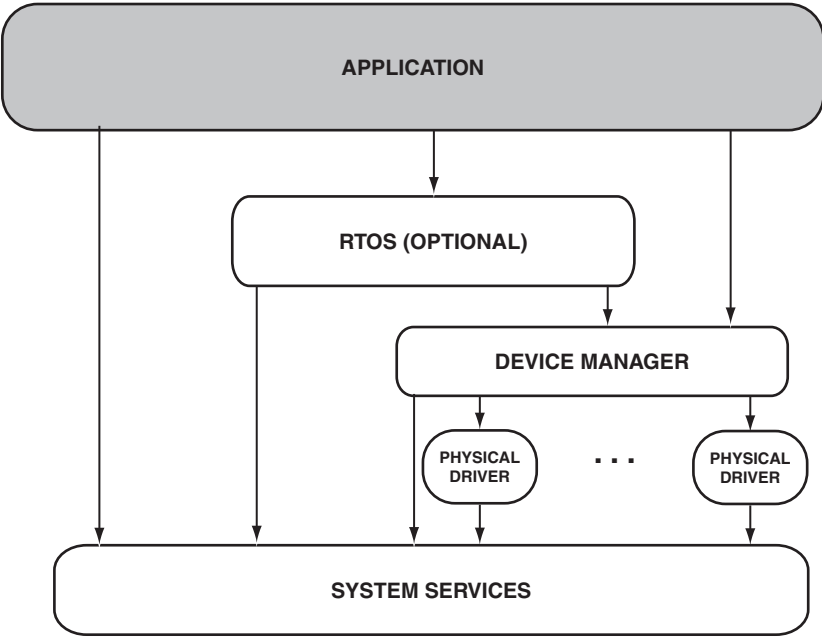 APPLICATION
RTOS (OPTIONAL)
DEVICE MANAGER
PHYSICAL
DRIVER
. . .
PHYSICAL
DRIVER
SYSTEM SERVICES